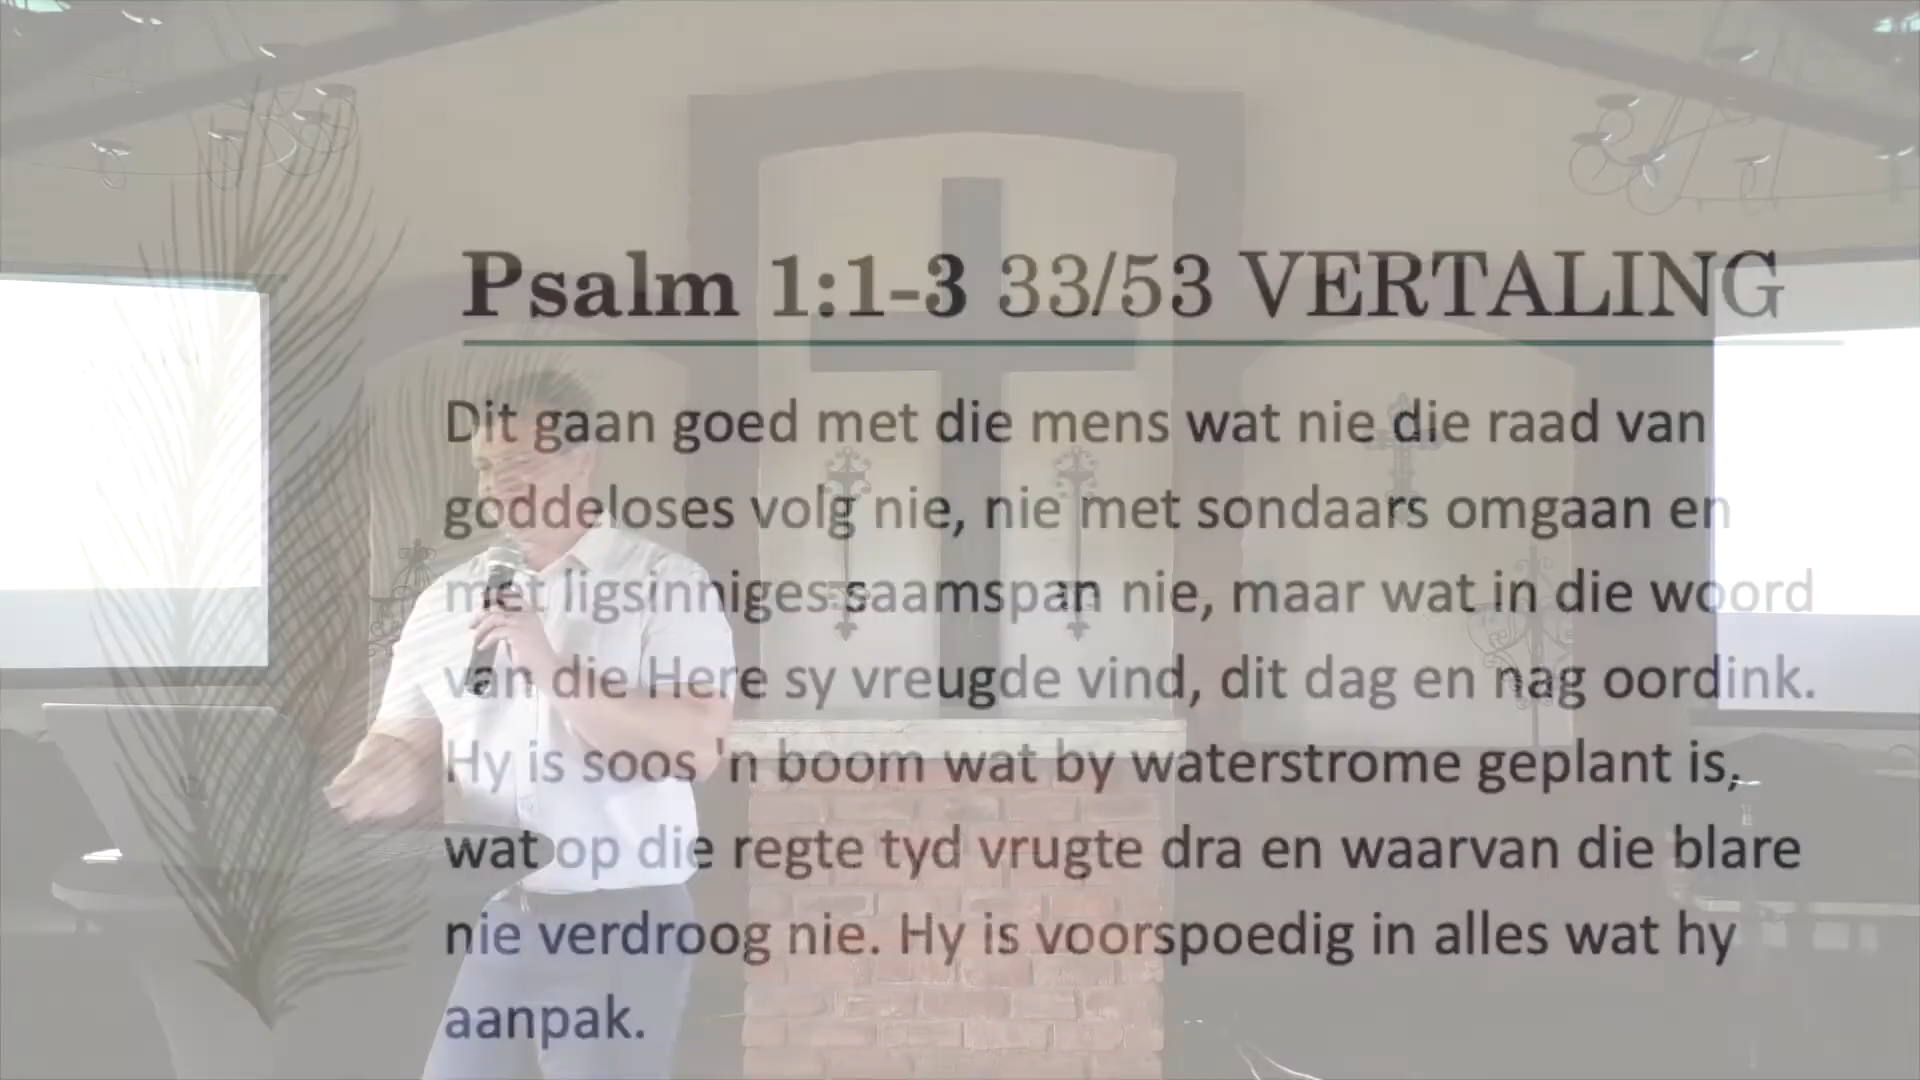 Psalm 1:1-3 33/53 VERTALING
Dit gaan goed met die mens wat nie die raad van
goddeloses volg nie, nie met sondaars omgaan en
met ligsinniges saamspan nie, maar wat in die woord
van die Here sy vreugde vind, dit dag en nag oordink.
Hy is soos 'n boom wat by waterstrome geplant is,
wat op die regte tyd vrugte dra en waarvan die blare
nie verdroog nie. Hy is voorspoedig in alles wat hy
aanpak.